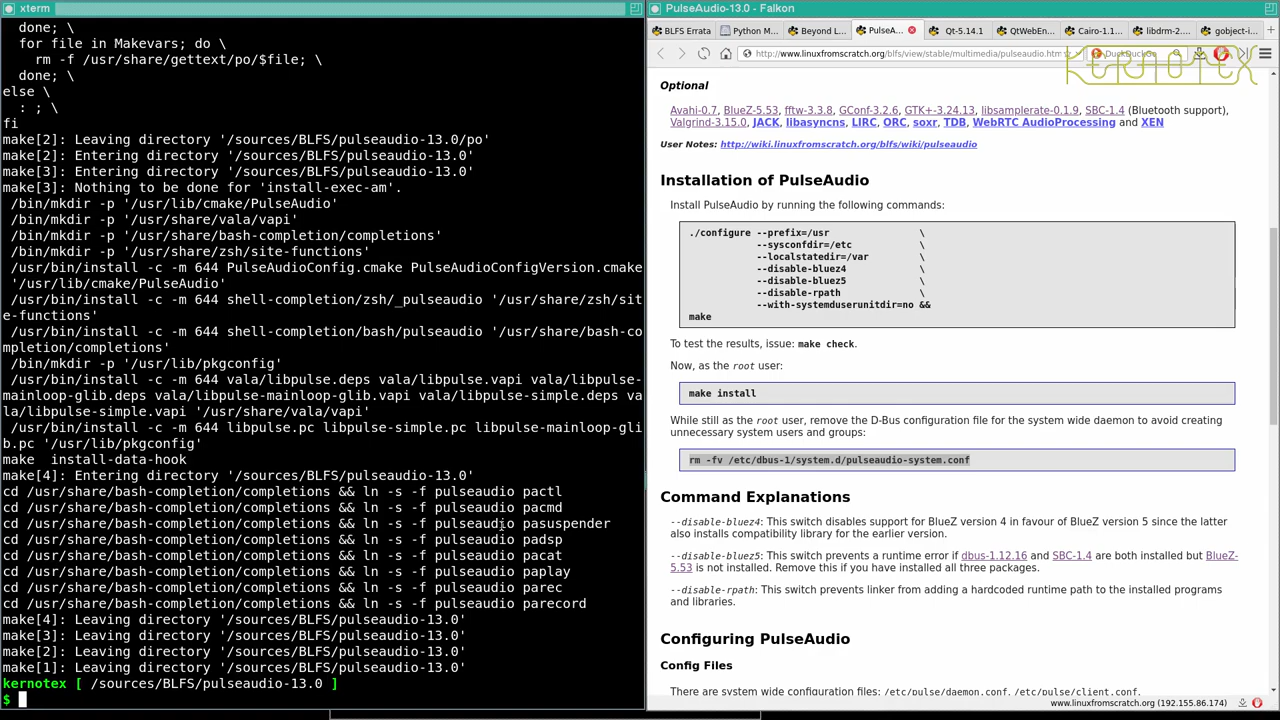 xterm
done; \
for file in Makevars; do \
rm -f /usr/share/gettext/po/$file; \
done; \
else \
: ; \
fi
make[2]: Leaving directory '/sources/BLFS/pulseaudio-13.0/po'
make[2]: Entering directory '/sources/BLFS/pulseaudio-13.0'
make[3]: Entering directory '/sources/BLFS/pulseaudio-13.0'
make[3]: Nothing to be done for 'install-exec-am'.
/bin/mkdir -p '/usr/lib/cmake/PulseAudio'
/bin/mkdir -p '/usr/share/vala/vapi'
/bin/mkdir -p '/usr/share/bash-completion/completions'
/bin/mkdir -p '/usr/share/zsh/site-functions'
/usr/bin/install -c -m 644 PulseAudioConfig.cmake PulseAudioConfigVersion.cmake
'/usr/lib/cmake/PulseAudio'
/usr/bin/install -c -m 644 shell-completion/zsh/_pulseaudio '/usr/share/zsh/sit
e-functions'
/usr/bin/install -c -m 644 shell-completion/bash/pulseaudio '/usr/share/bash-co
mpletion/completions'
/bin/mkdir -p '/usr/lib/pkgconfig'
/usr/bin/install -c -m 644 vala/libpulse.deps vala/libpulse.vapi vala/libpulse-
mainloop-glib.deps vala/libpulse-mainloop-glib.vapi vala/libpulse-simple.deps va
la/libpulse-simple.vapi '/usr/share/vala/vapi'
/usr/bin/install -c -m 644 libpulse.pc libpulse-simple.pc libpulse-mainloop-gli
b.pc '/usr/lib/pkgconfig'
make  install-data-hook
make[4]: Entering directory '/sources/BLFS/pulseaudio-13.0'
cd /usr/share/bash-completion/completions && ln -s -f pulseaudio pactl
cd /usr/share/bash-completion/completions && ln -s -f pulseaudio pacmd
cd /usr/share/bash-completion/completions && ln -s -f pulseaudio pasuspender
cd /usr/share/bash-completion/completions && ln -s -f pulseaudio padsp
cd /usr/share/bash-completion/completions && ln -s -f pulseaudio pacat
cd /usr/share/bash-completion/completions && ln -s -f pulseaudio paplay
cd /usr/share/bash-completion/completions && ln -s -f pulseaudio parec
cd /usr/share/bash-completion/completions && ln -s -f pulseaudio parecord
make[4]: Leaving directory '/sources/BLFS/pulseaudio-13.0'
make[3]: Leaving directory '/sources/BLFS/pulseaudio-13.0'
make[2]: Leaving directory '/sources/BLFS/pulseaudio-13.0'
make[1]: Leaving directory '/sources/BLFS/pulseaudio-13.0'
kernotex [ /sources/BLFS/pulseaudio-13.0 ]
$
PulseAudio-13.0 - Falkon
BLFS Errata Python M... Beyond L... PulseA... Qt-5.14.1 QtWebEn... Cairo-1.1... libdrm-2... gobject-i...
http://www.linuxfromscratch.org/blfs/view/stable/multimedia/pulseaudio.htm DuckDuckGo
KERNOTEX
Optional
Avahi-0.7, BlueZ-5.53, fftw-3.3.8, GConf-3.2.6, GTK+-3.24.13, libsamplerate-0.1.9, SBC-1.4 (Bluetooth support),
Valgrind-3.15.0, JACK, libasyncns, LIRC, ORC, soxr, TDB, WebRTC AudioProcessing and XEN
User Notes: http://wiki.linuxfromscratch.org/blfs/wiki/pulseaudio
Installation of PulseAudio
Install PulseAudio by running the following commands:
./configure --prefix=/usr \
--sysconfdir=/etc \
--localstatedir=/var \
--disable-bluez4 \
--disable-bluez5 \
--disable-rpath \
--with-systemduserunitdir=no &&
make
To test the results, issue: make check.
Now, as the root user:
make install
While still as the root user, remove the D-Bus configuration file for the system wide daemon to avoid creating
unnecessary system users and groups:
rm -fv /etc/dbus-1/system.d/pulseaudio-system.conf
Command Explanations
--disable-bluez4: This switch disables support for BlueZ version 4 in favour of BlueZ version 5 since the latter
also installs compatibility library for the earlier version.
--disable-bluez5: This switch prevents a runtime error if dbus-1.12.16 and SBC-1.4 are both installed but BlueZ-
5.53 is not installed. Remove this if you have installed all three packages.
--disable-rpath: This switch prevents linker from adding a hardcoded runtime path to the installed programs
and libraries.
Configuring PulseAudio
Config Files
There are system wide configuration files: /etc/pulse/daemon.conf, /etc/pulse/client.conf,
www.linuxfromscratch.org (192.155.86.174)